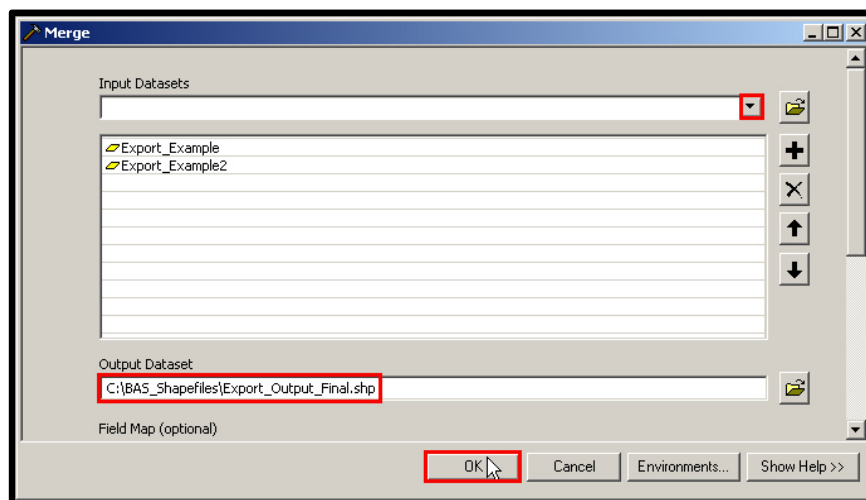 Merge
Input Datasets
Export_Example
Export_Example2
Output Dataset
C:\BAS_Shapefiles\Export_Output_Final.shp
Field Map (optional)
OK Cancel Environments... Show Help >>